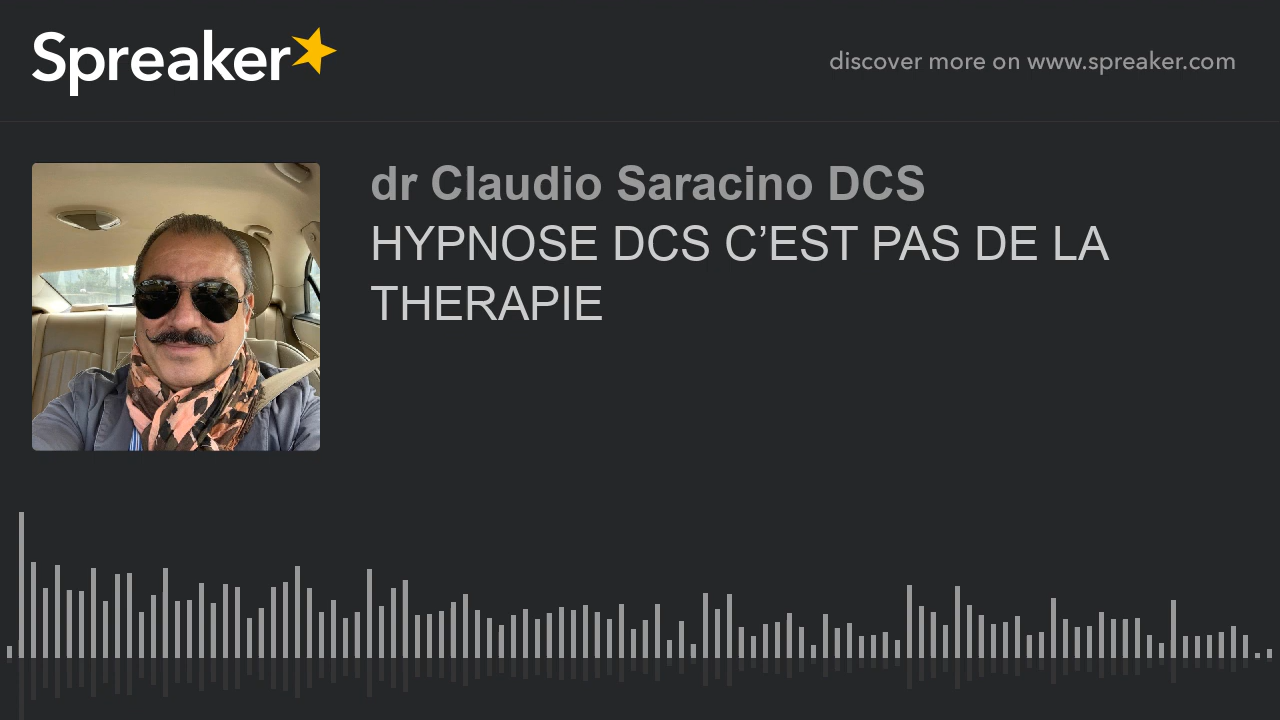 Spreaker
discover more on www.spreaker.com
dr Claudio Saracino DCS
HYPNOSE DCS C’EST PAS DE LA
THERAPIE